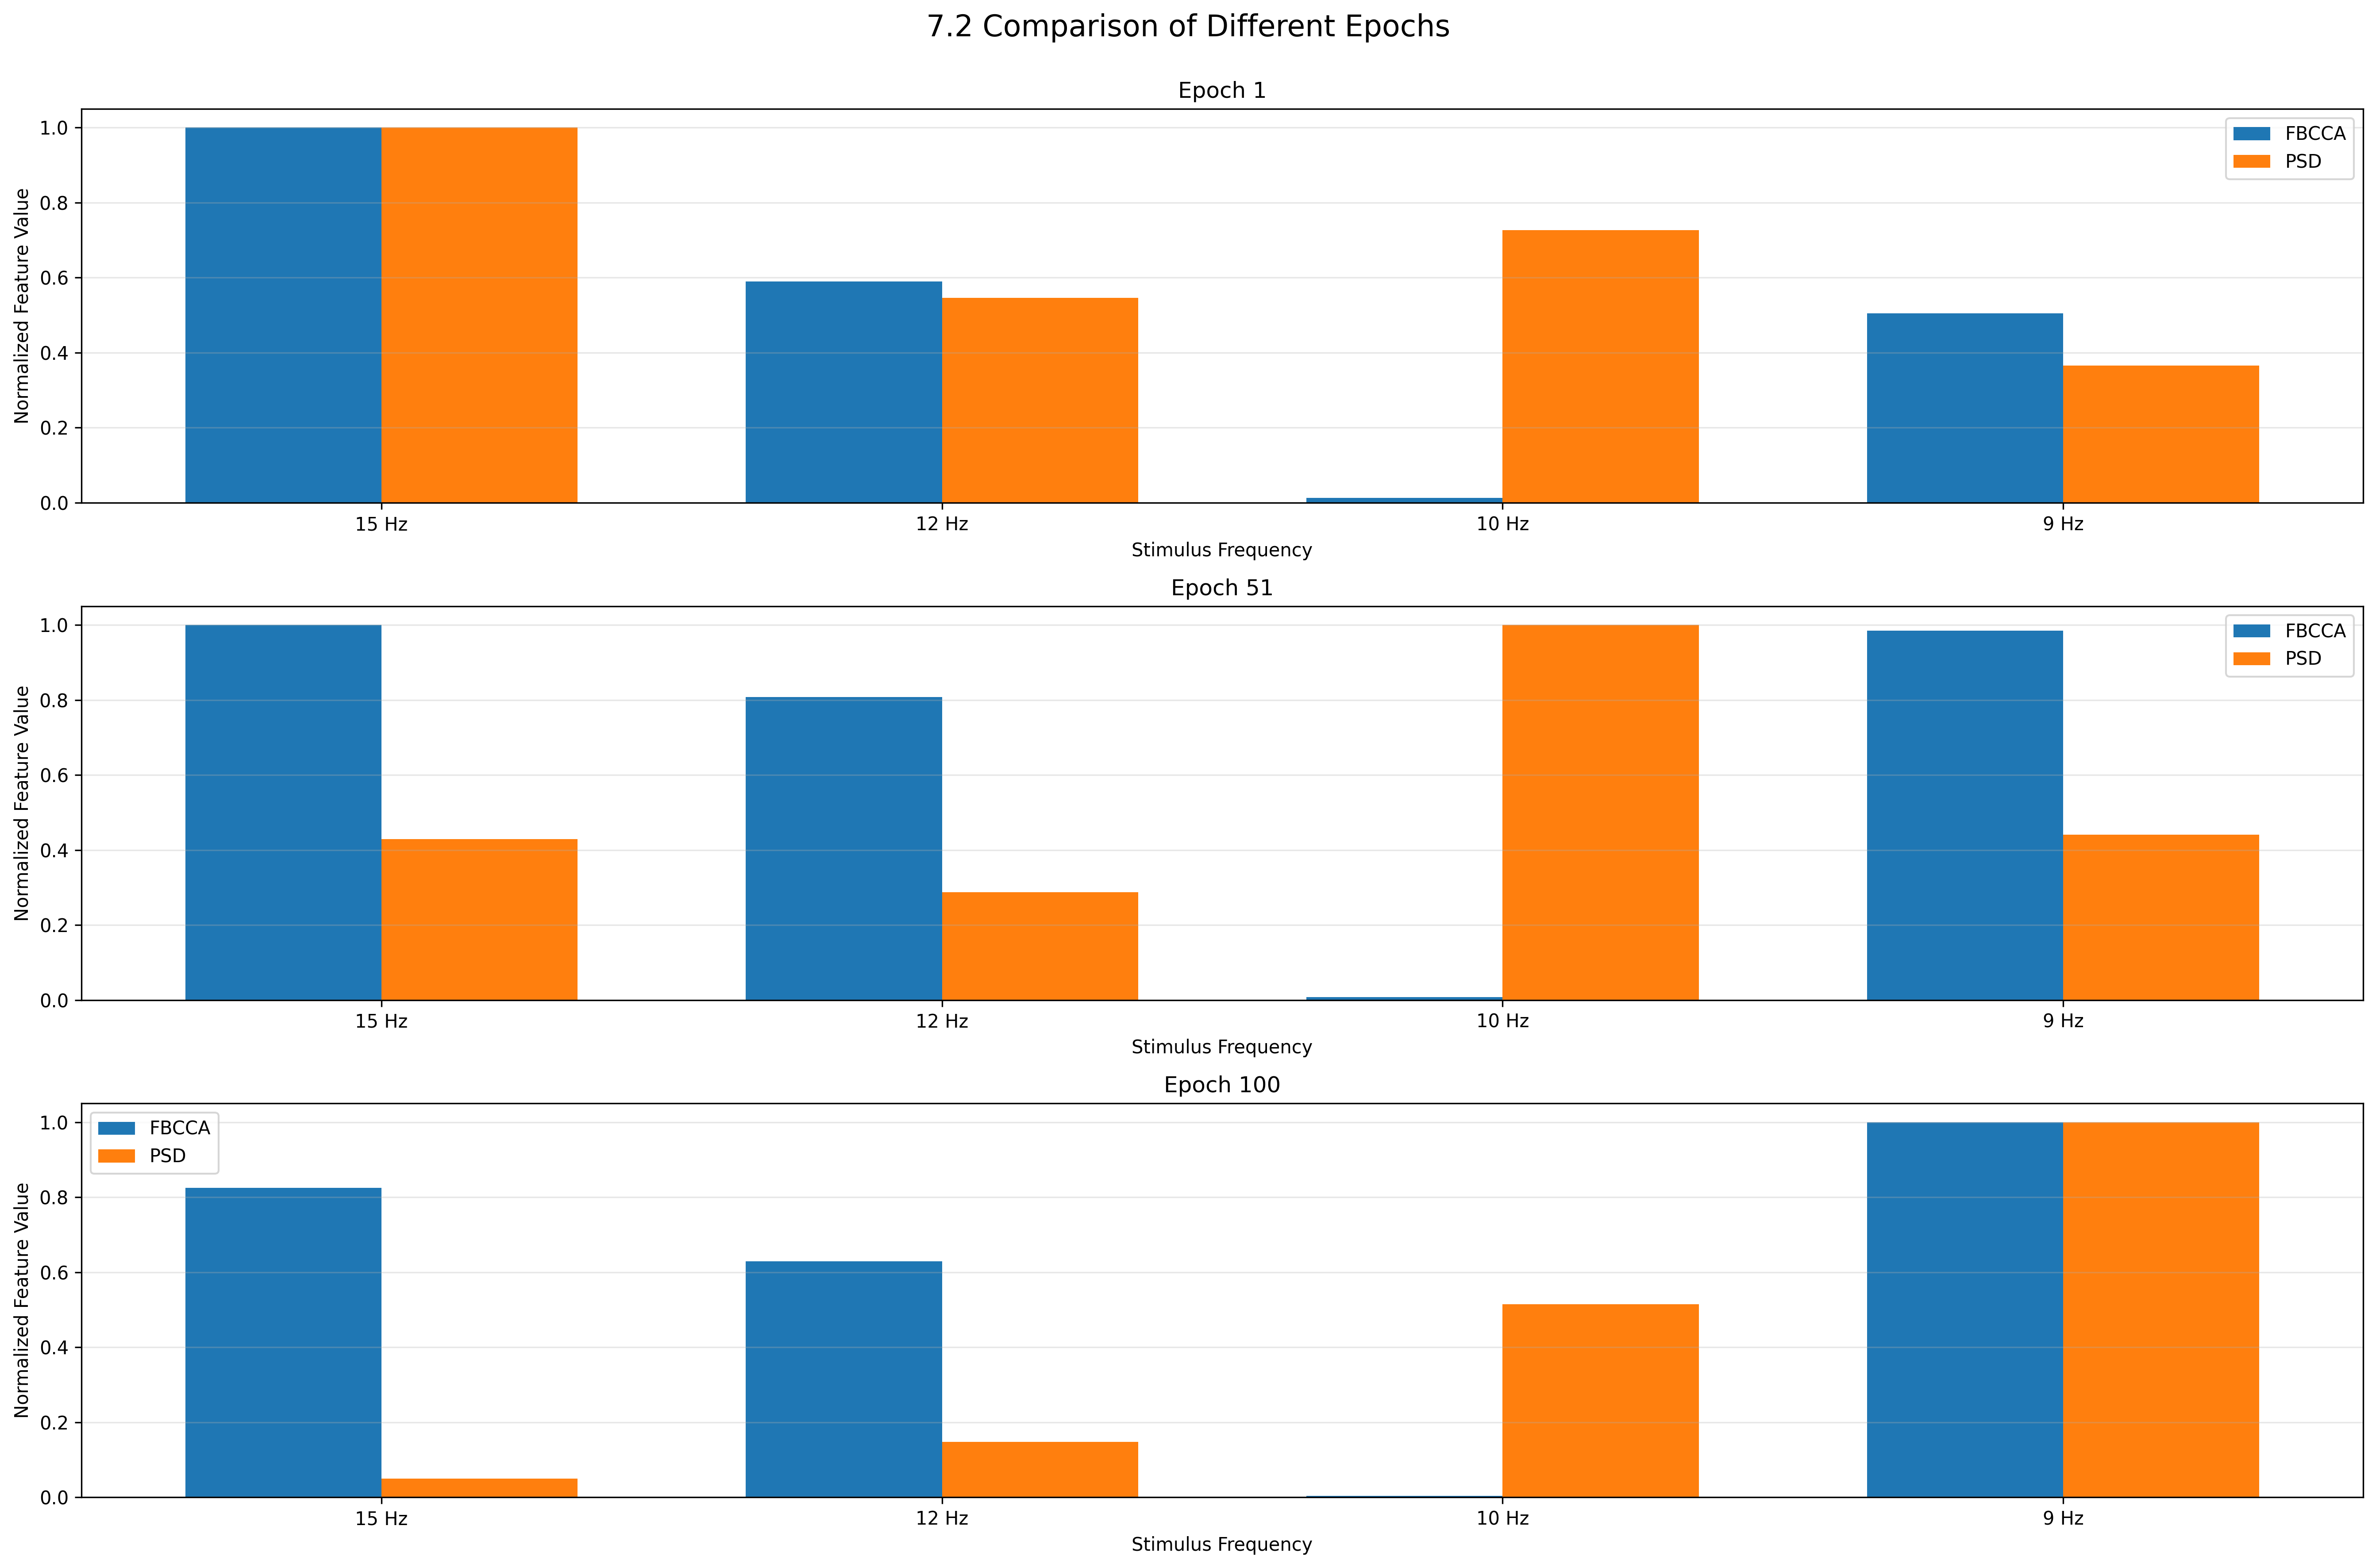 7.2 Comparison of Different Epochs
Epoch 1
Normalized Feature Value
1.0
0.8
0.6
0.4
0.2
0.0
FBCCA
PSD
15 Hz
12 Hz
10 Hz
9 Hz
Stimulus Frequency
Epoch 51
Normalized Feature Value
1.0
0.8
0.6
0.4
0.2
0.0
FBCCA
PSD
15 Hz
12 Hz
10 Hz
9 Hz
Stimulus Frequency
Epoch 100
Normalized Feature Value
1.0
0.8
0.6
0.4
0.2
0.0
FBCCA
PSD
15 Hz
12 Hz
10 Hz
9 Hz
Stimulus Frequency